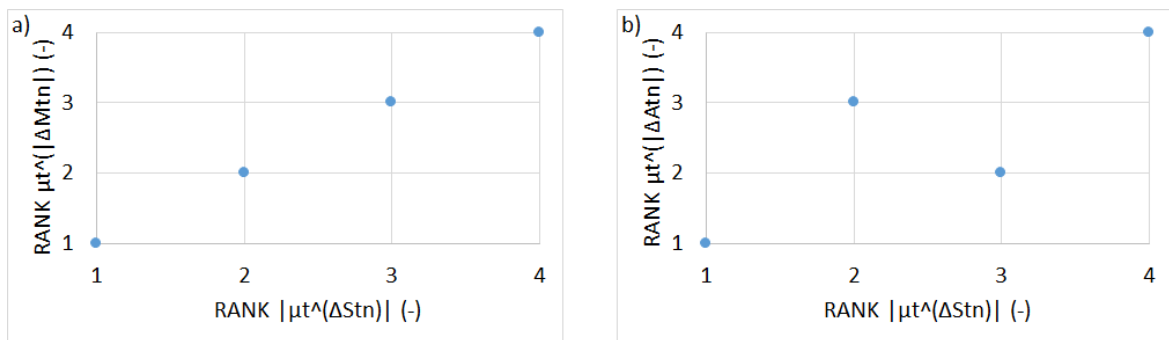 a)
RANK µt^(|ΔMtn|) (-)
4
3
2
1
1 2 3 4
RANK |µt^(ΔStn)| (-)
b)
RANK µt^(|ΔAtn|) (-)
4
3
2
1
1 2 3 4
RANK |µt^(ΔStn)| (-)